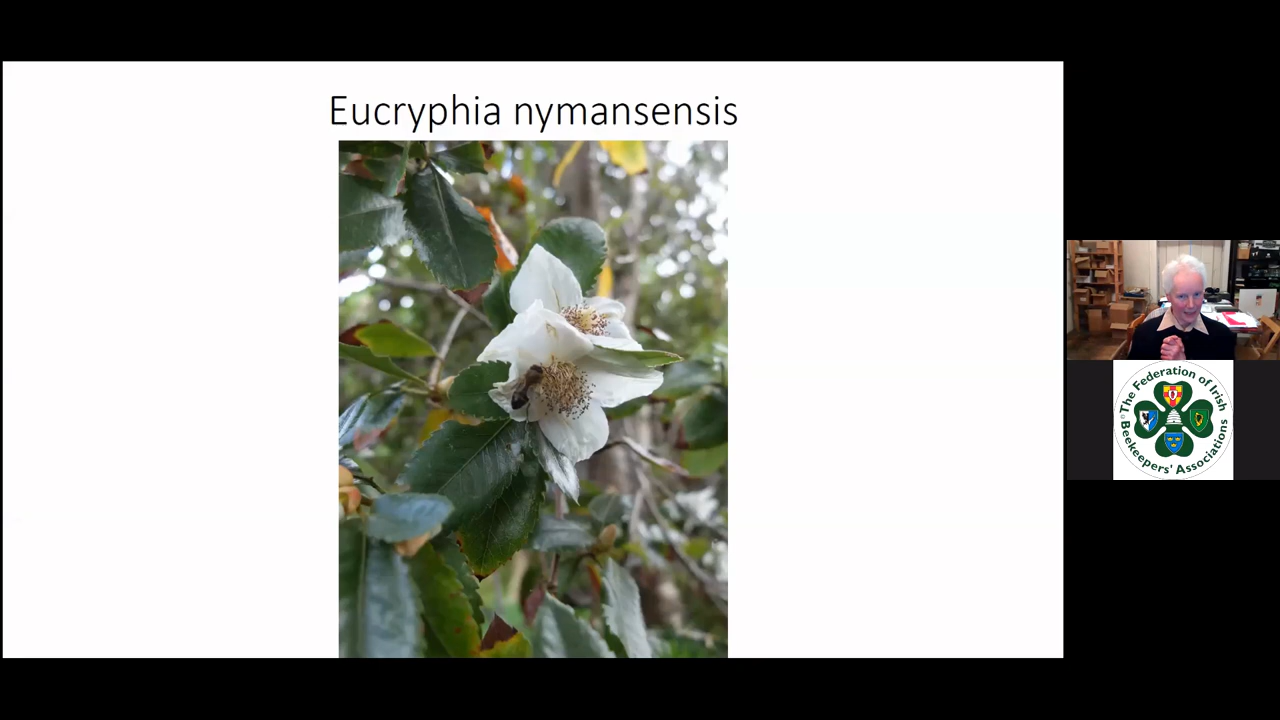 Eucryphia nymansensis
The Federation of Irish
Beekeepers' Associations